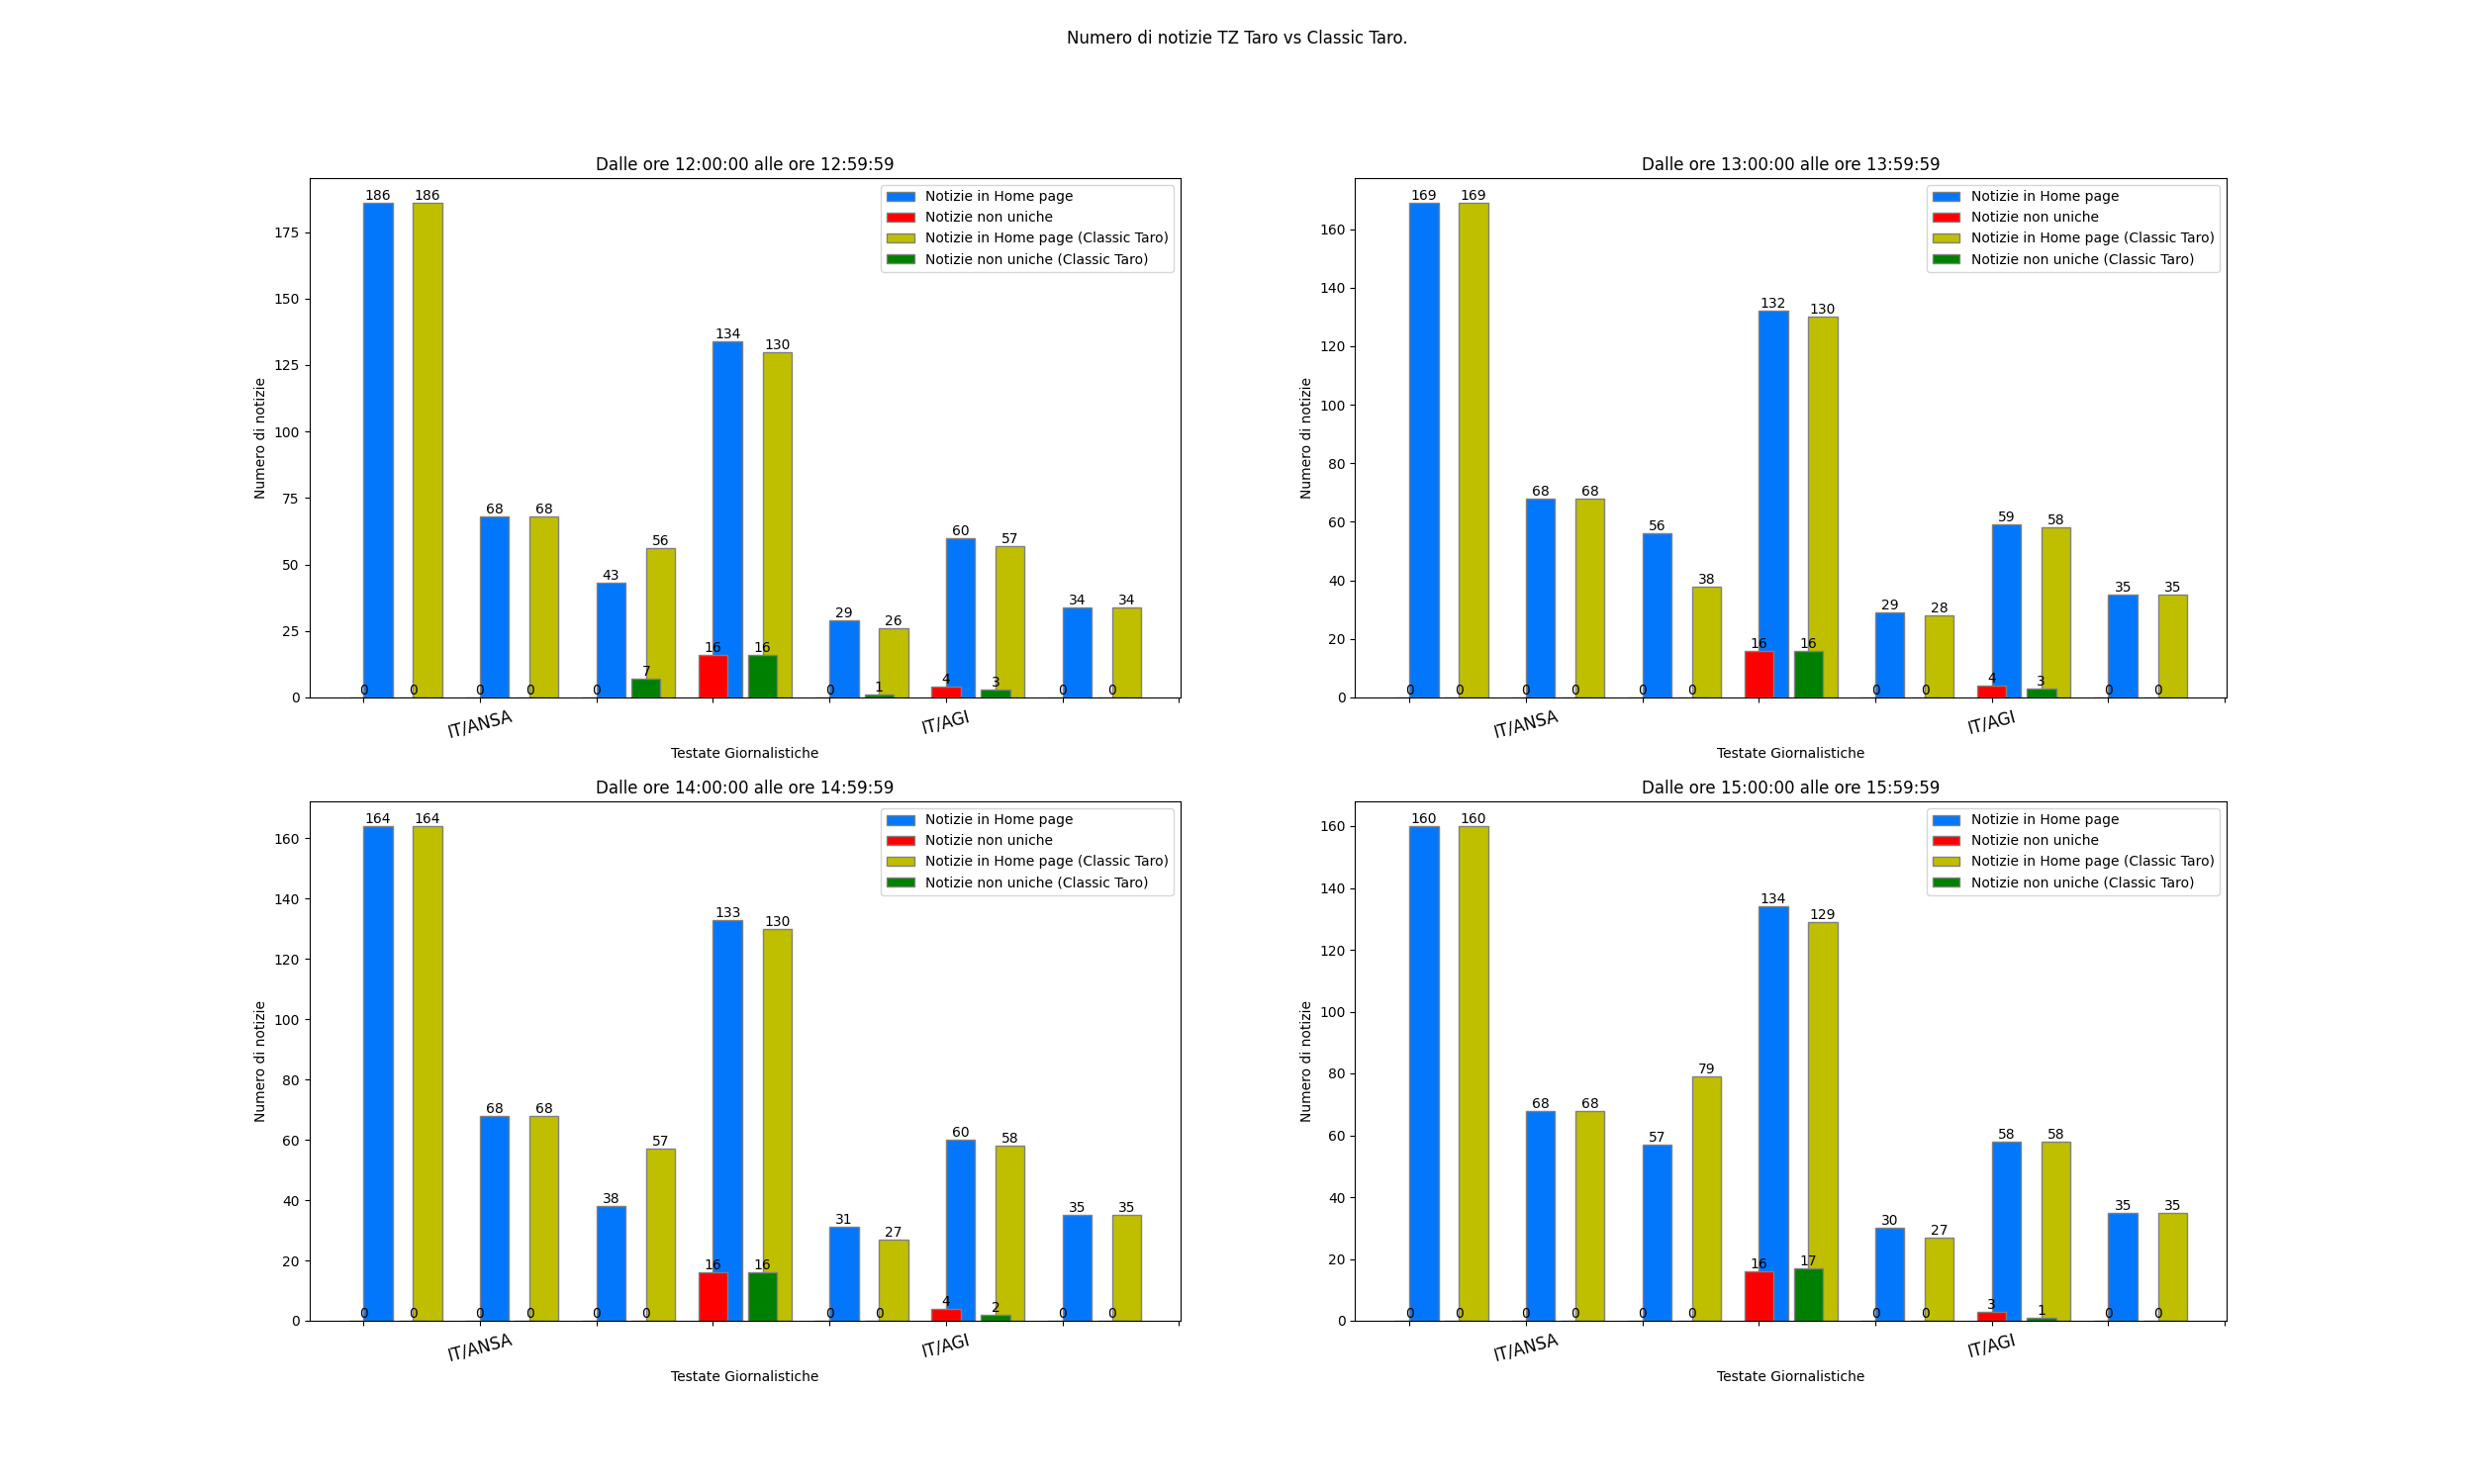 Numero di notizie TZ Taro vs Classic Taro.
Dalle ore 12:00:00 alle ore 12:59:59
Numero di notizie
175
150
125
100
75
50
25
0
186 186 68 68 43 56 134 130 29 26 60 57 34 34
0 0 0 0 0 7 16 16 0 1 4 3 0 0
Notizie in Home page
Notizie non uniche
Notizie in Home page (Classic Taro)
Notizie non uniche (Classic Taro)
IT/ANSA
IT/AGI
Testate Giornalistiche
Dalle ore 13:00:00 alle ore 13:59:59
Numero di notizie
160
140
120
100
80
60
40
20
0
169 169 68 68 56 38 132 130 29 28 59 58 35 35
0 0 0 0 0 0 16 16 0 0 4 3 0 0
Notizie in Home page
Notizie non uniche
Notizie in Home page (Classic Taro)
Notizie non uniche (Classic Taro)
IT/ANSA
IT/AGI
Testate Giornalistiche
Dalle ore 14:00:00 alle ore 14:59:59
Numero di notizie
160
140
120
100
80
60
40
20
0
164 164 68 68 38 57 133 130 31 27 60 58 35 35
0 0 0 0 0 0 16 16 0 0 4 2 0 0
Notizie in Home page
Notizie non uniche
Notizie in Home page (Classic Taro)
Notizie non uniche (Classic Taro)
IT/ANSA
IT/AGI
Testate Giornalistiche
Dalle ore 15:00:00 alle ore 15:59:59
Numero di notizie
160
140
120
100
80
60
40
20
0
160 160 68 68 57 79 134 129 30 27 58 58 35 35
0 0 0 0 0 0 16 17 0 0 3 1 0 0
Notizie in Home page
Notizie non uniche
Notizie in Home page (Classic Taro)
Notizie non uniche (Classic Taro)
IT/ANSA
IT/AGI
Testate Giornalistiche